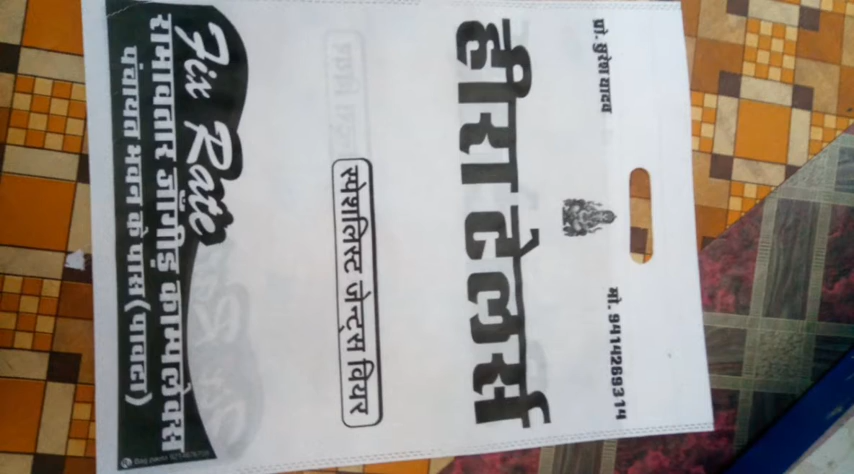 प्रो. सुरेश यादव
मो. 9414269314
हीरा टेलर्स
स्पेशलिस्ट जेन्ट्स वियर
Fix Rate
रामावतार जाँगीड़ काम्पलेक्स
पंचायत भवन के पास (पावटा)